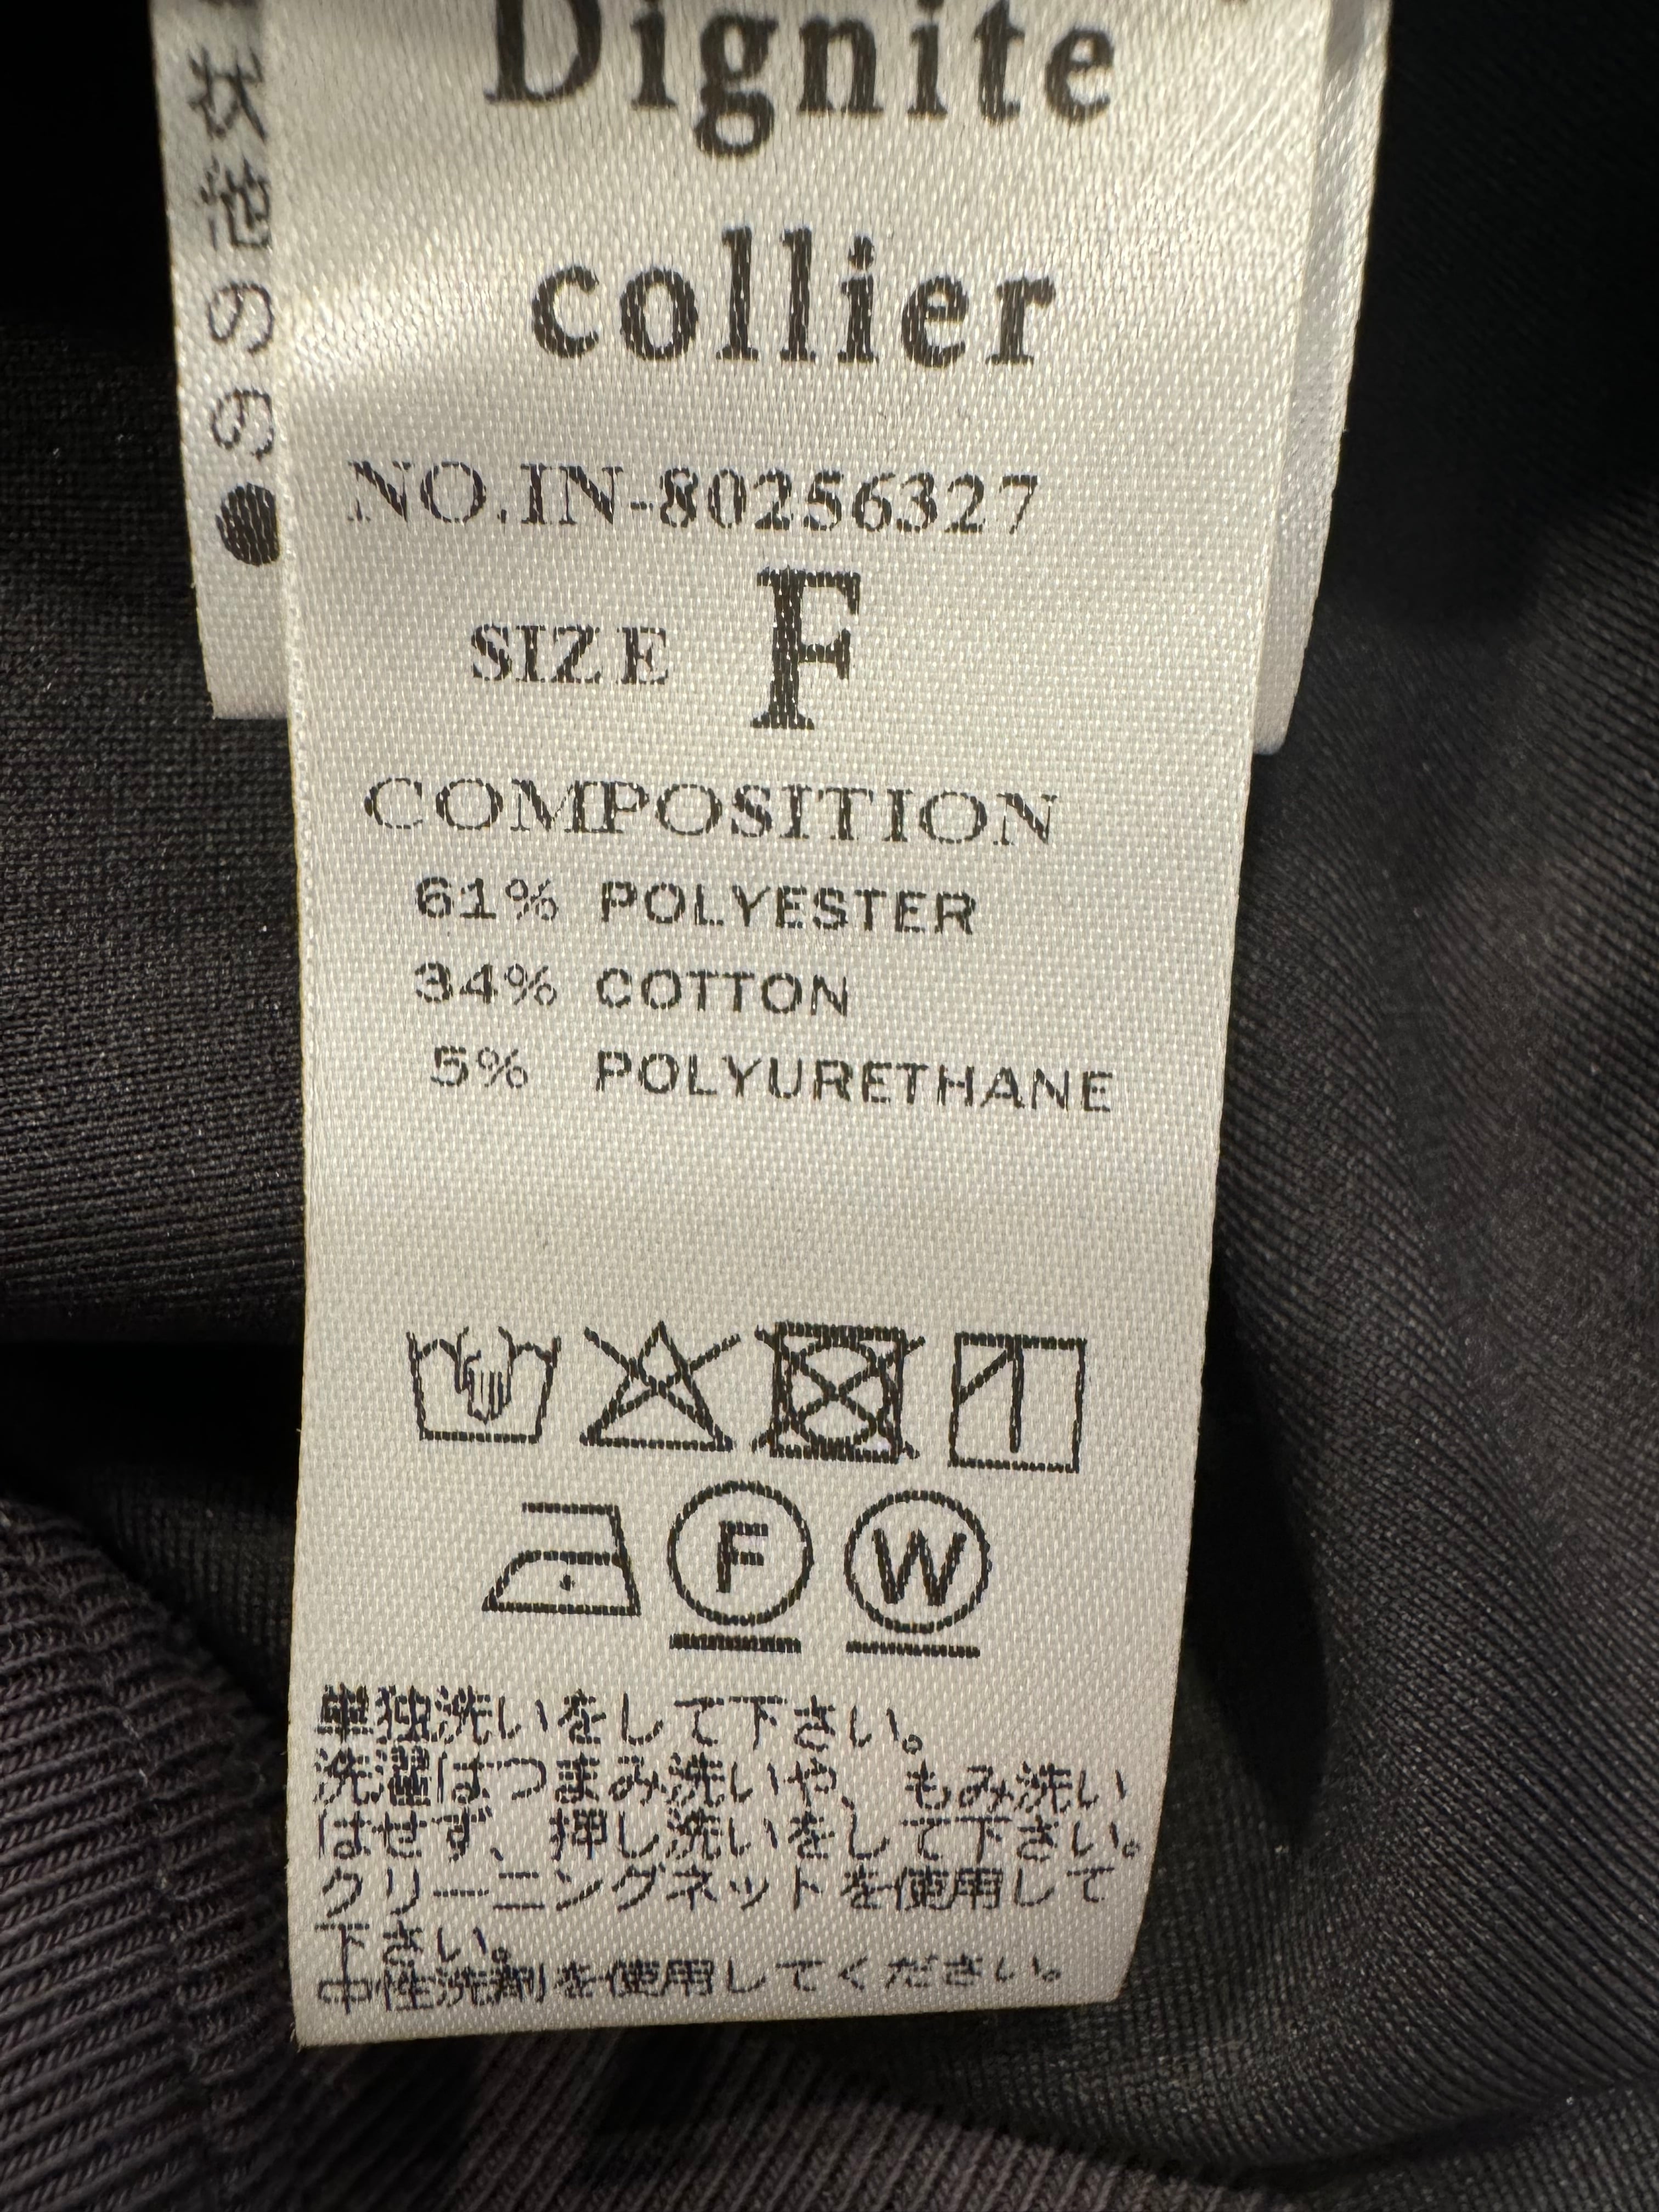 Dignite
collier
NO.IN-80256327
SIZE F
COMPOSITION
61% POLYESTER
34% COTTON
5% POLYURETHANE
F W
単独洗いをして下さい。
洗濯はつまみ洗いや、もみ洗い
はせず、押し洗いをして下さい。
クリーニングネットを使用して
下さい。
中性洗剤を使用してください。